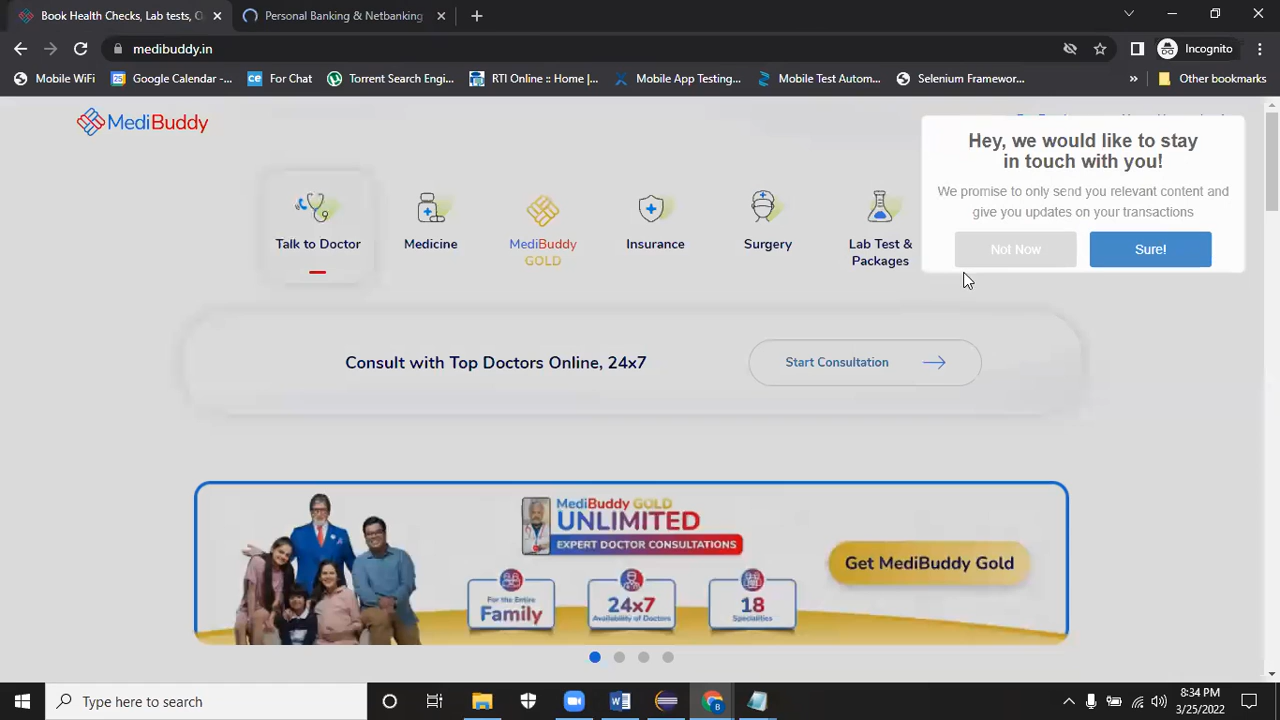 Book Health Checks, Lab tests, O
Personal Banking & Netbanking
medibuddy.in
Incognito
Mobile WiFi
Google Calendar -...
For Chat
Torrent Search Engi...
RTI Online :: Home |...
Mobile App Testing...
Mobile Test Autom...
Selenium Framewor...
Other bookmarks
MediBuddy
Hey, we would like to stay
in touch with you!
We promise to only send you relevant content and
give you updates on your transactions
Not Now
Sure!
Talk to Doctor
Medicine
MediBuddy
GOLD
Insurance
Surgery
Lab Test &
Packages
Consult with Top Doctors Online, 24x7
Start Consultation
MediBuddy GOLD
UNLIMITED
EXPERT DOCTOR CONSULTATIONS
For the Entire
Family
24x7
Availability of Doctors
18
Specialities
Get MediBuddy Gold
Type here to search
8:34 PM
3/25/2022